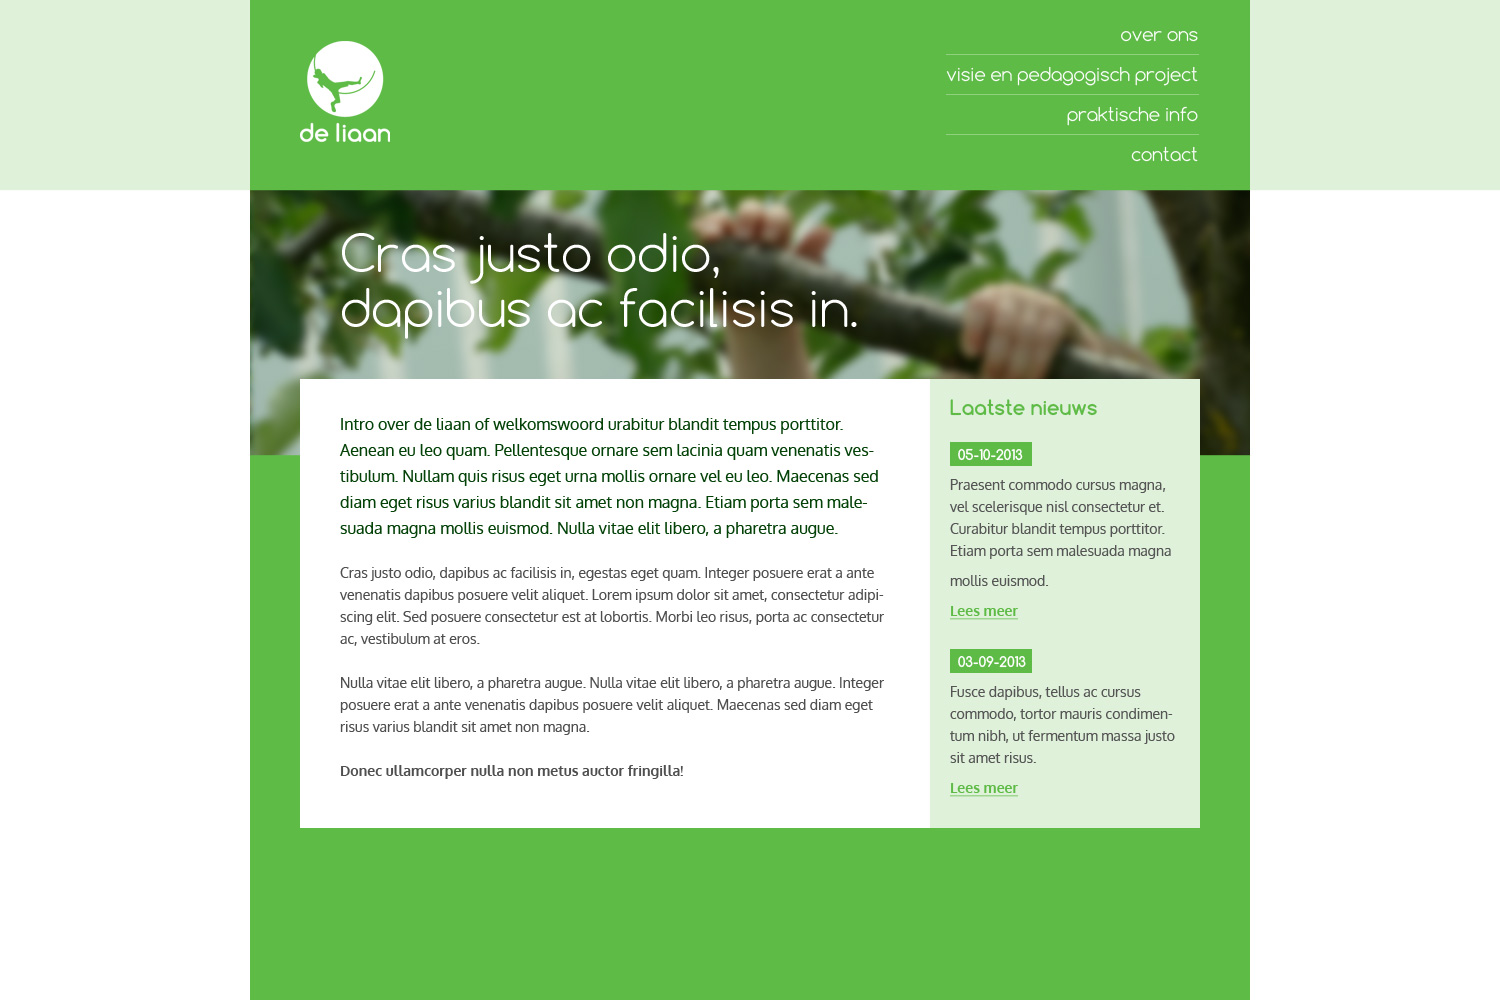 de liaan
over ons
visie en pedagogisch project
praktische info
contact
Cras justo odio,
dapibus ac facilisis in.
Intro over de liaan of welkomswoord urabitur blandit tempus porttitor.
Aenean eu leo quam. Pellentesque ornare sem lacinia quam venenatis ves-
tibulum. Nullam quis risus eget urna mollis ornare vel eu leo. Maecenas sed
diam eget risus varius blandit sit amet non magna. Etiam porta sem male-
suada magna mollis euismod. Nulla vitae elit libero, a pharetra augue.
Cras justo odio, dapibus ac facilisis in, egestas eget quam. Integer posuere erat a ante
venenatis dapibus posuere velit aliquet. Lorem ipsum dolor sit amet, consectetur adipi-
scing elit. Sed posuere consectetur est at lobortis. Morbi leo risus, porta ac consectetur
ac, vestibulum at eros.
Nulla vitae elit libero, a pharetra augue. Nulla vitae elit libero, a pharetra augue. Integer
posuere erat a ante venenatis dapibus posuere velit aliquet. Maecenas sed diam eget
risus varius blandit sit amet non magna.
Donec ullamcorper nulla non metus auctor fringilla!
Laatste nieuws
05-10-2013
Praesent commodo cursus magna,
vel scelerisque nisl consectetur et.
Curabitur blandit tempus porttitor.
Etiam porta sem malesuada magna
mollis euismod.
Lees meer
03-09-2013
Fusce dapibus, tellus ac cursus
commodo, tortor mauris condimen-
tum nibh, ut fermentum massa justo
sit amet risus.
Lees meer